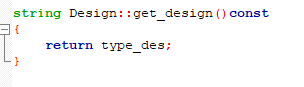 string Design::get_design()const
{
    return type_des;
}